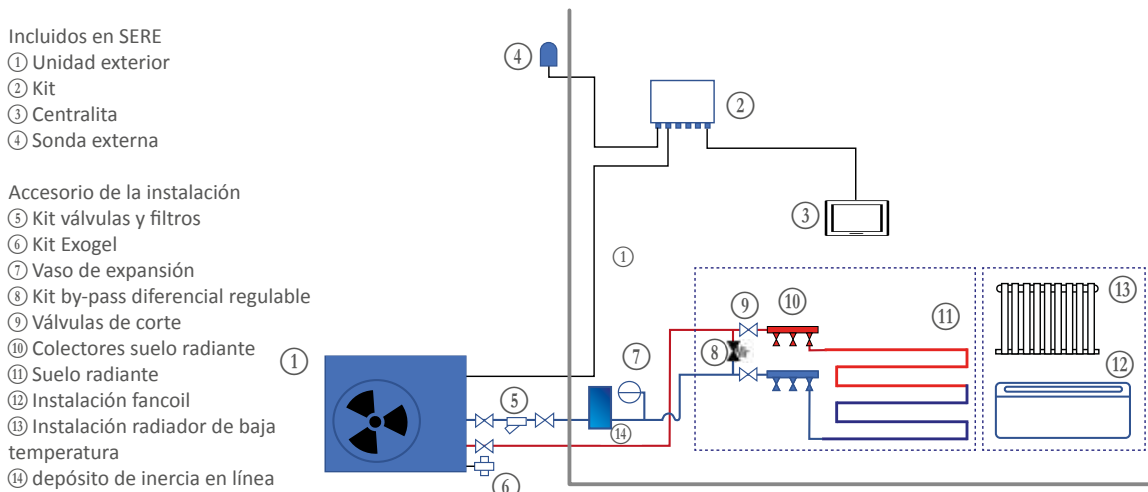 Incluidos en SERE
① Unidad exterior
② Kit
③ Centralita
④ Sonda externa
Accesorio de la instalación
⑤ Kit válvulas y filtros
⑥ Kit Exogel
⑦ Vaso de expansión
⑧ Kit by-pass diferencial regulable
⑨ Válvulas de corte
⑩ Colectores suelo radiante
⑪ Suelo radiante
⑫ Instalación fancoil
⑬ Instalación radiador de baja
temperatura
⑭ depósito de inercia en línea
④
②
③
①
⑨
⑩
⑪
⑬
⑧
⑦
⑫
①
⑤
⑭
⑥